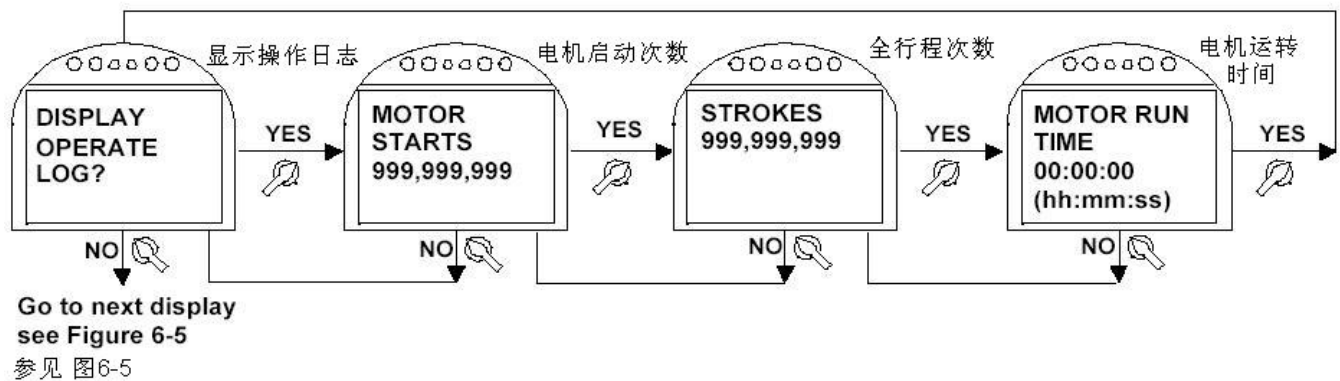 显示操作日志
DISPLAY
OPERATE
LOG?
YES
NO
Go to next display
see Figure 6-5
参见 图6-5
电机启动次数
MOTOR
STARTS
999,999,999
YES
NO
全行程次数
STROKES
999,999,999
YES
NO
电机运转
时间
MOTOR RUN
TIME
00:00:00
(hh:mm:ss)
YES
NO